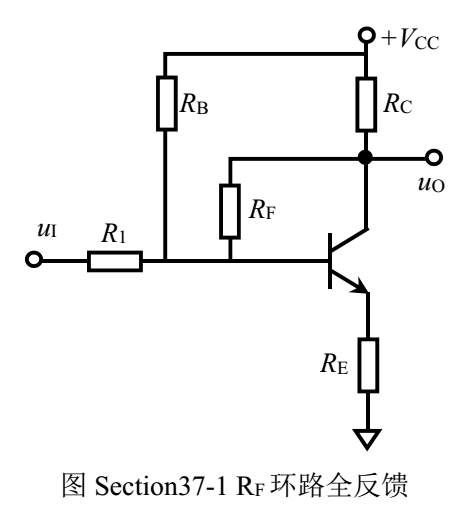 +VCC
RB
RC
RF
uO
uI
R1
RE
图 Section37-1 RF 环路全反馈